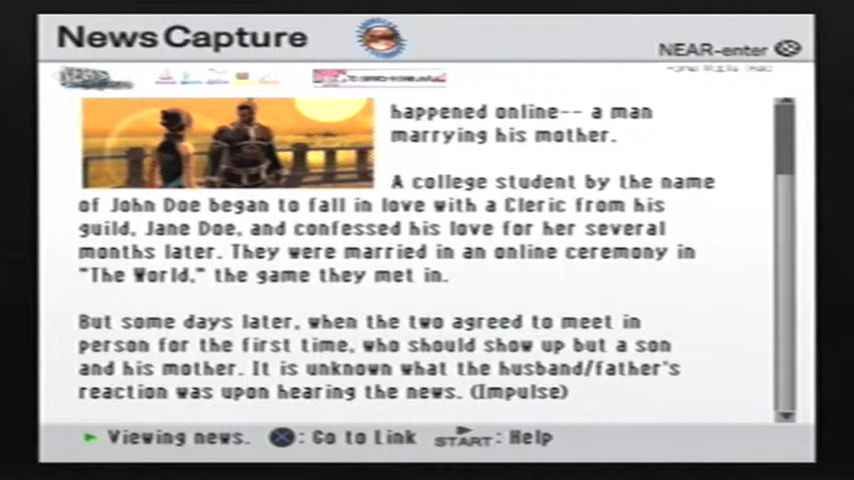 News Capture
NEAR-enter
happened online-- a man
marrying his mother.
A college student by the name
of John Doe began to fall in love with a Cleric from his
guild, Jane Doe, and confessed his love for her several
months later. They were married in an online ceremony in
"The World," the game they met in.
But some days later, when the two agreed to meet in
person for the first time, who should show up but a son
and his mother. It is unknown what the husband/father's
reaction was upon hearing the news. (Impulse)
Viewing news. : Go to Link START : Help